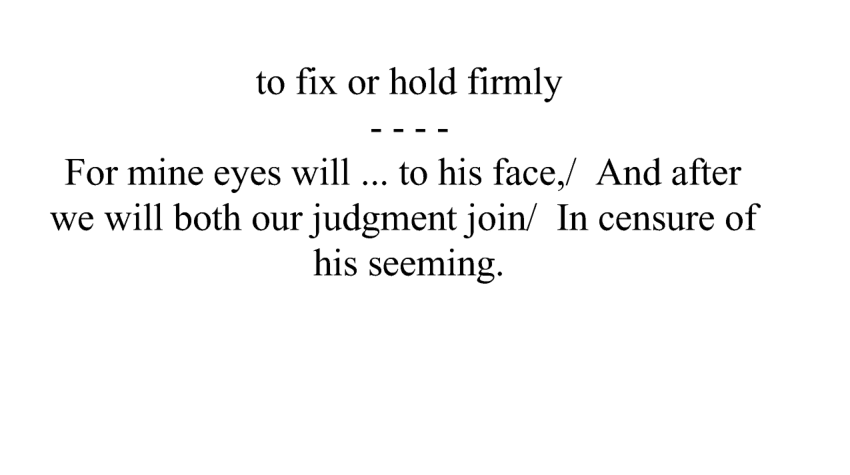 to fix or hold firmly
- - - -
For mine eyes will ... to his face,/  And after
we will both our judgment join/  In censure of
his seeming.